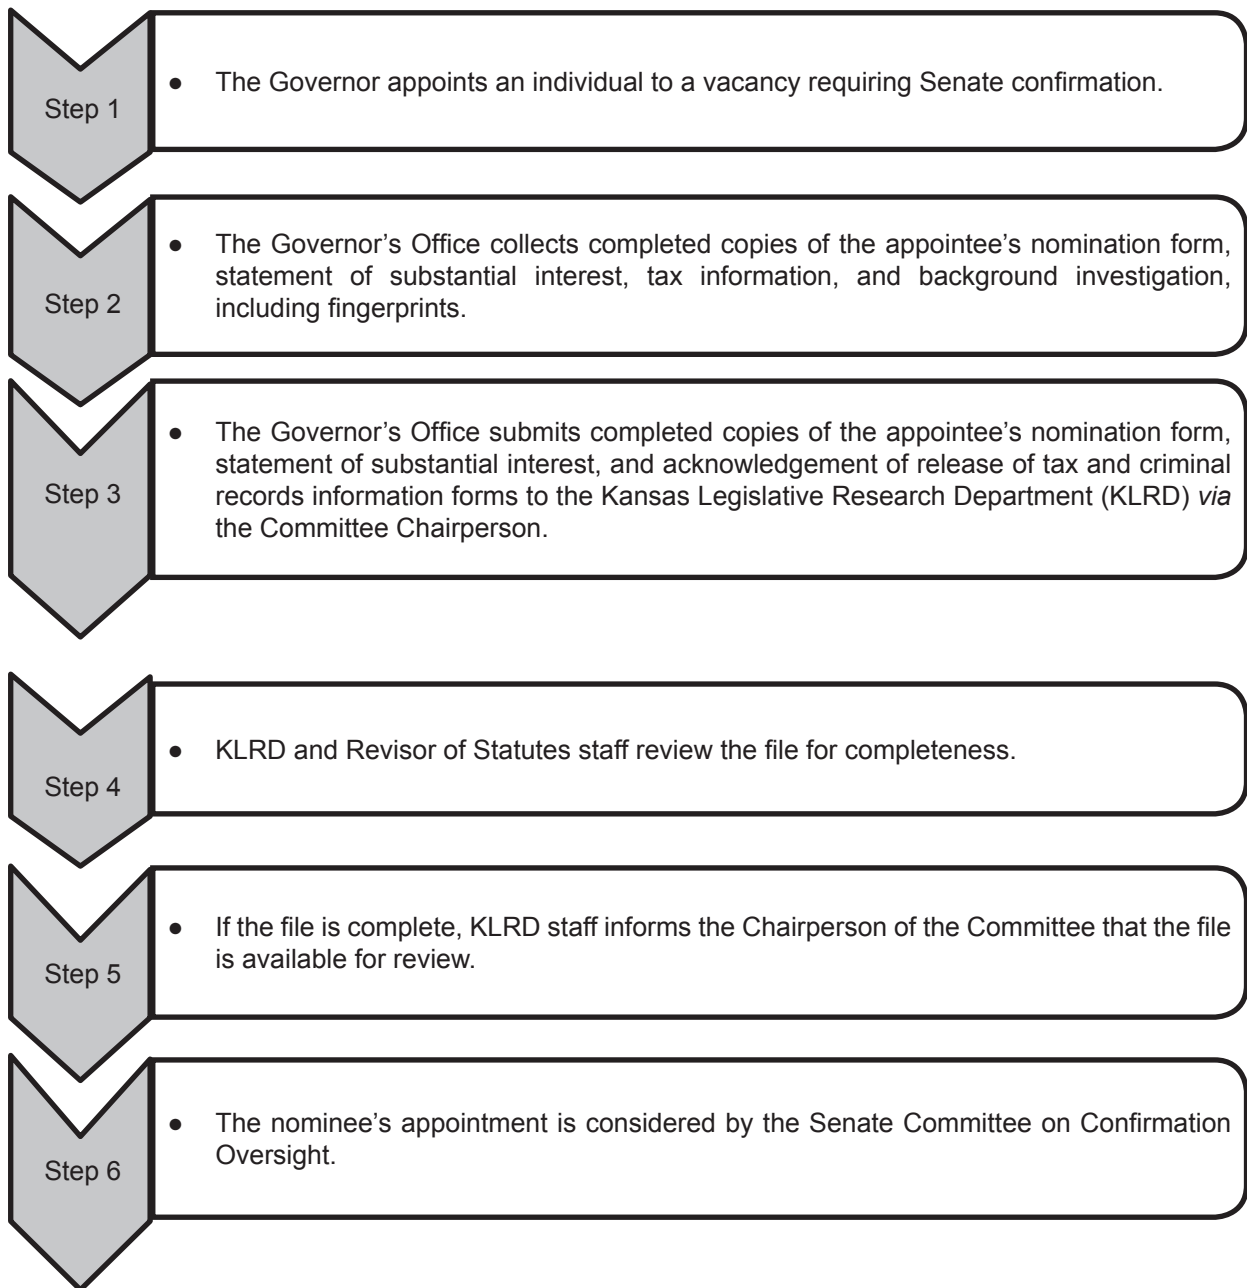 Step 1
● The Governor appoints an individual to a vacancy requiring Senate confirmation.
Step 2
● The Governor’s Office collects completed copies of the appointee’s nomination form,
statement of substantial interest, tax information, and background investigation,
including fingerprints.
Step 3
● The Governor’s Office submits completed copies of the appointee’s nomination form,
statement of substantial interest, and acknowledgement of release of tax and criminal
records information forms to the Kansas Legislative Research Department (KLRD) via
the Committee Chairperson.
Step 4
● KLRD and Revisor of Statutes staff review the file for completeness.
Step 5
● If the file is complete, KLRD staff informs the Chairperson of the Committee that the file
is available for review.
Step 6
● The nominee’s appointment is considered by the Senate Committee on Confirmation
Oversight.